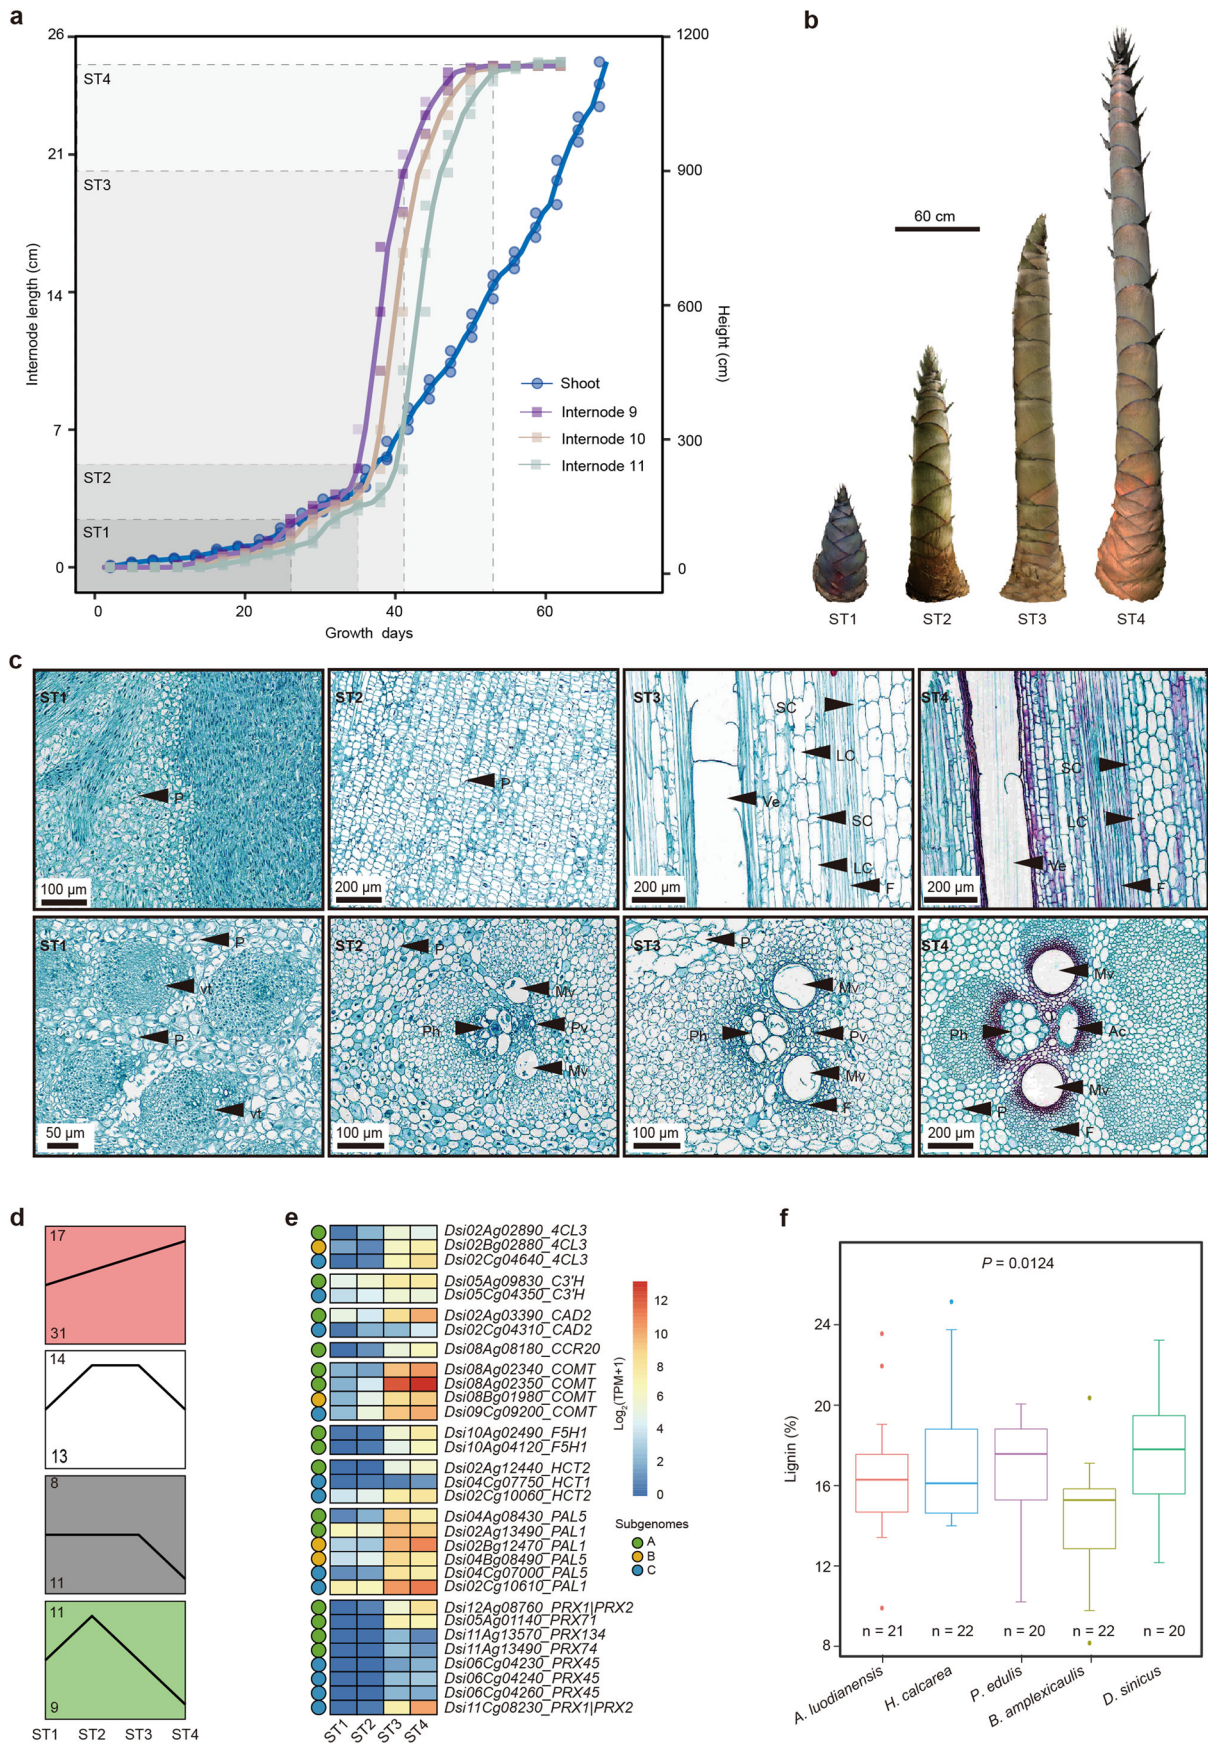 a
26
21
14
7
0
Internode length (cm)
ST4
ST3
ST2
ST1
1200
900
600
300
0
Height (cm)
Shoot
Internode 9
Internode 10
Internode 11
0
20
40
60
Growth days
b
60 cm
ST1
ST2
ST3
ST4
c
ST1
P
100 µm
ST2
P
200 µm
ST3
SC
LC
Ve
SC
LC
F
200 µm
ST4
SC
LC
Ve
F
200 µm
ST1
P
vt
P
vt
50 µm
ST2
P
Mv
Ph
Pv
Mv
100 µm
ST3
P
Mv
Ph
Pv
Mv
F
100 µm
ST4
Mv
Ph
Ac
Mv
P
F
200 µm
d
17
31
14
13
8
11
11
9
ST1 ST2 ST3 ST4
e
Dsi02Ag02890_4CL3
Dsi02Bg02880_4CL3
Dsi02Cg04640_4CL3
Dsi05Ag09830_C3'H
Dsi05Cg04350_C3'H
Dsi02Ag03390_CAD2
Dsi02Cg04310_CAD2
Dsi08Ag08180_CCR20
Dsi08Ag02340_COMT
Dsi08Ag02350_COMT
Dsi08Bg01980_COMT
Dsi09Cg09200_COMT
Dsi10Ag02490_F5H1
Dsi10Ag04120_F5H1
Dsi02Ag12440_HCT2
Dsi04Cg07750_HCT1
Dsi02Cg10060_HCT2
Dsi04Ag08430_PAL5
Dsi02Ag13490_PAL1
Dsi02Bg12470_PAL1
Dsi04Bg08490_PAL5
Dsi04Cg07000_PAL5
Dsi02Cg10610_PAL1
Dsi12Ag08760_PRX1|PRX2
Dsi05Ag01140_PRX71
Dsi11Ag13570_PRX134
Dsi11Ag13490_PRX74
Dsi06Cg04230_PRX45
Dsi06Cg04240_PRX45
Dsi06Cg04260_PRX45
Dsi11Cg08230_PRX1|PRX2
ST1 ST2 ST3 ST4
12
10
8
6
4
2
0
Log2(TPM+1)
Subgenomes
A
B
C
f
P = 0.0124
24
20
16
12
8
Lignin (%)
n = 21 n = 22 n = 20 n = 22 n = 20
A. luodianensis
H. calcarea
P. edulis
B. amplexicaulis
D. sinicus